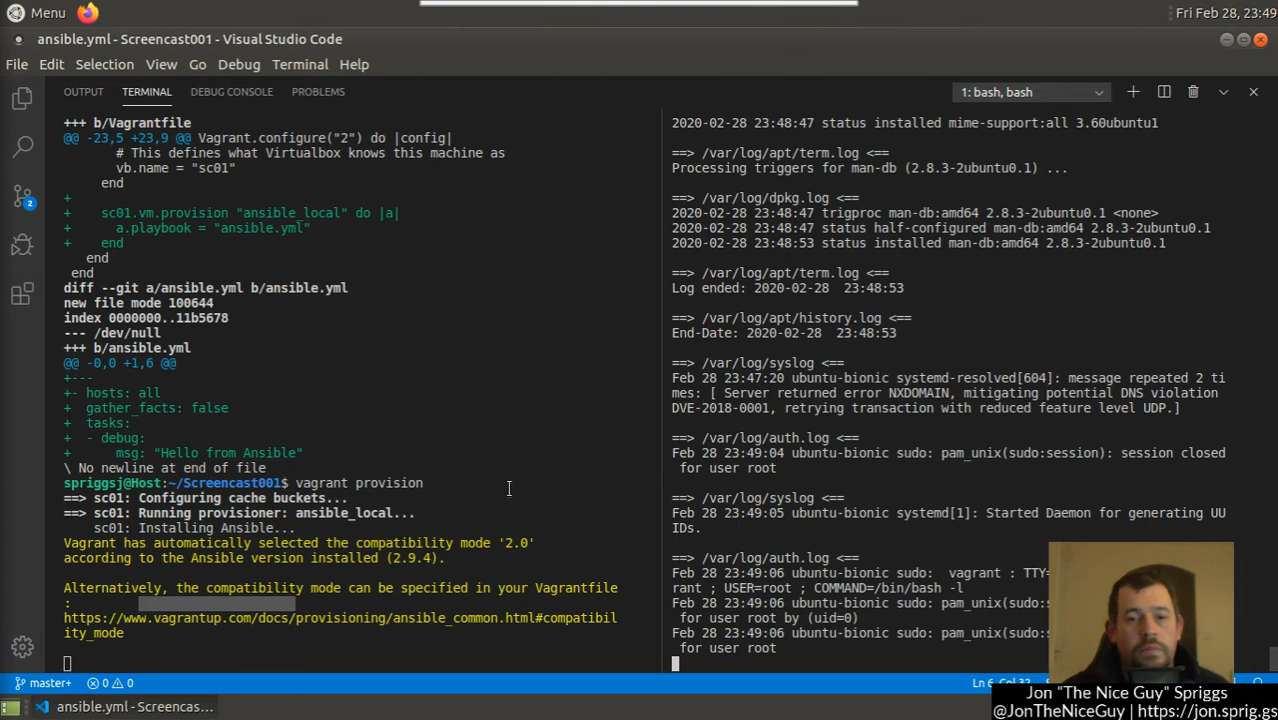 Menu
Fri Feb 28, 23:49
ansible.yml - Screencast001 - Visual Studio Code
File Edit Selection View Go Debug Terminal Help
OUTPUT TERMINAL DEBUG CONSOLE PROBLEMS
1: bash, bash
+++ b/Vagrantfile
@@ -23,5 +23,9 @@ Vagrant.configure("2") do |config|
# This defines what Virtualbox knows this machine as
vb.name = "sc01"
end
+
+ sc01.vm.provision "ansible_local" do |a|
+ a.playbook = "ansible.yml"
+ end
end
end
diff --git a/ansible.yml b/ansible.yml
new file mode 100644
index 0000000..11b5678
--- /dev/null
+++ b/ansible.yml
@@ -0,0 +1,6 @@
+---
+- hosts: all
+ gather_facts: false
+ tasks:
+ - debug:
+ msg: "Hello from Ansible"
\ No newline at end of file
spriggsj@Host:~/Screencast001$ vagrant provision
==> sc01: Configuring cache buckets...
==> sc01: Running provisioner: ansible_local...
sc01: Installing Ansible...
Vagrant has automatically selected the compatibility mode '2.0'
according to the Ansible version installed (2.9.4).
Alternatively, the compatibility mode can be specified in your Vagrantfile
:
https://www.vagrantup.com/docs/provisioning/ansible_common.html#compatibil
ity_mode
2020-02-28 23:48:47 status installed mime-support:all 3.60ubuntu1
==> /var/log/apt/term.log <==
Processing triggers for man-db (2.8.3-2ubuntu0.1) ...
==> /var/log/dpkg.log <==
2020-02-28 23:48:47 trigproc man-db:amd64 2.8.3-2ubuntu0.1 <none>
2020-02-28 23:48:47 status half-configured man-db:amd64 2.8.3-2ubuntu0.1
2020-02-28 23:48:53 status installed man-db:amd64 2.8.3-2ubuntu0.1
==> /var/log/apt/term.log <==
Log ended: 2020-02-28 23:48:53
==> /var/log/apt/history.log <==
End-Date: 2020-02-28 23:48:53
==> /var/log/syslog <==
Feb 28 23:47:20 ubuntu-bionic systemd-resolved[604]: message repeated 2 ti
mes: [ Server returned error NXDOMAIN, mitigating potential DNS violation
DVE-2018-0001, retrying transaction with reduced feature level UDP.]
==> /var/log/auth.log <==
Feb 28 23:49:04 ubuntu-bionic sudo: pam_unix(sudo:session): session closed
for user root
==> /var/log/syslog <==
Feb 28 23:49:05 ubuntu-bionic systemd[1]: Started Daemon for generating UU
IDs.
==> /var/log/auth.log <==
Feb 28 23:49:06 ubuntu-bionic sudo: vagrant : TTY=
rant ; USER=root ; COMMAND=/bin/bash -l
Feb 28 23:49:06 ubuntu-bionic sudo: pam_unix(sudo:s
for user root by (uid=0)
Feb 28 23:49:06 ubuntu-bionic sudo: pam_unix(sudo:s
for user root
2
master+ 0 0
Ln 6, Col 32
ansible.yml - Screencas...
Jon "The Nice Guy" Spriggs
@JonTheNiceGuy | https://jon.sprig.gs